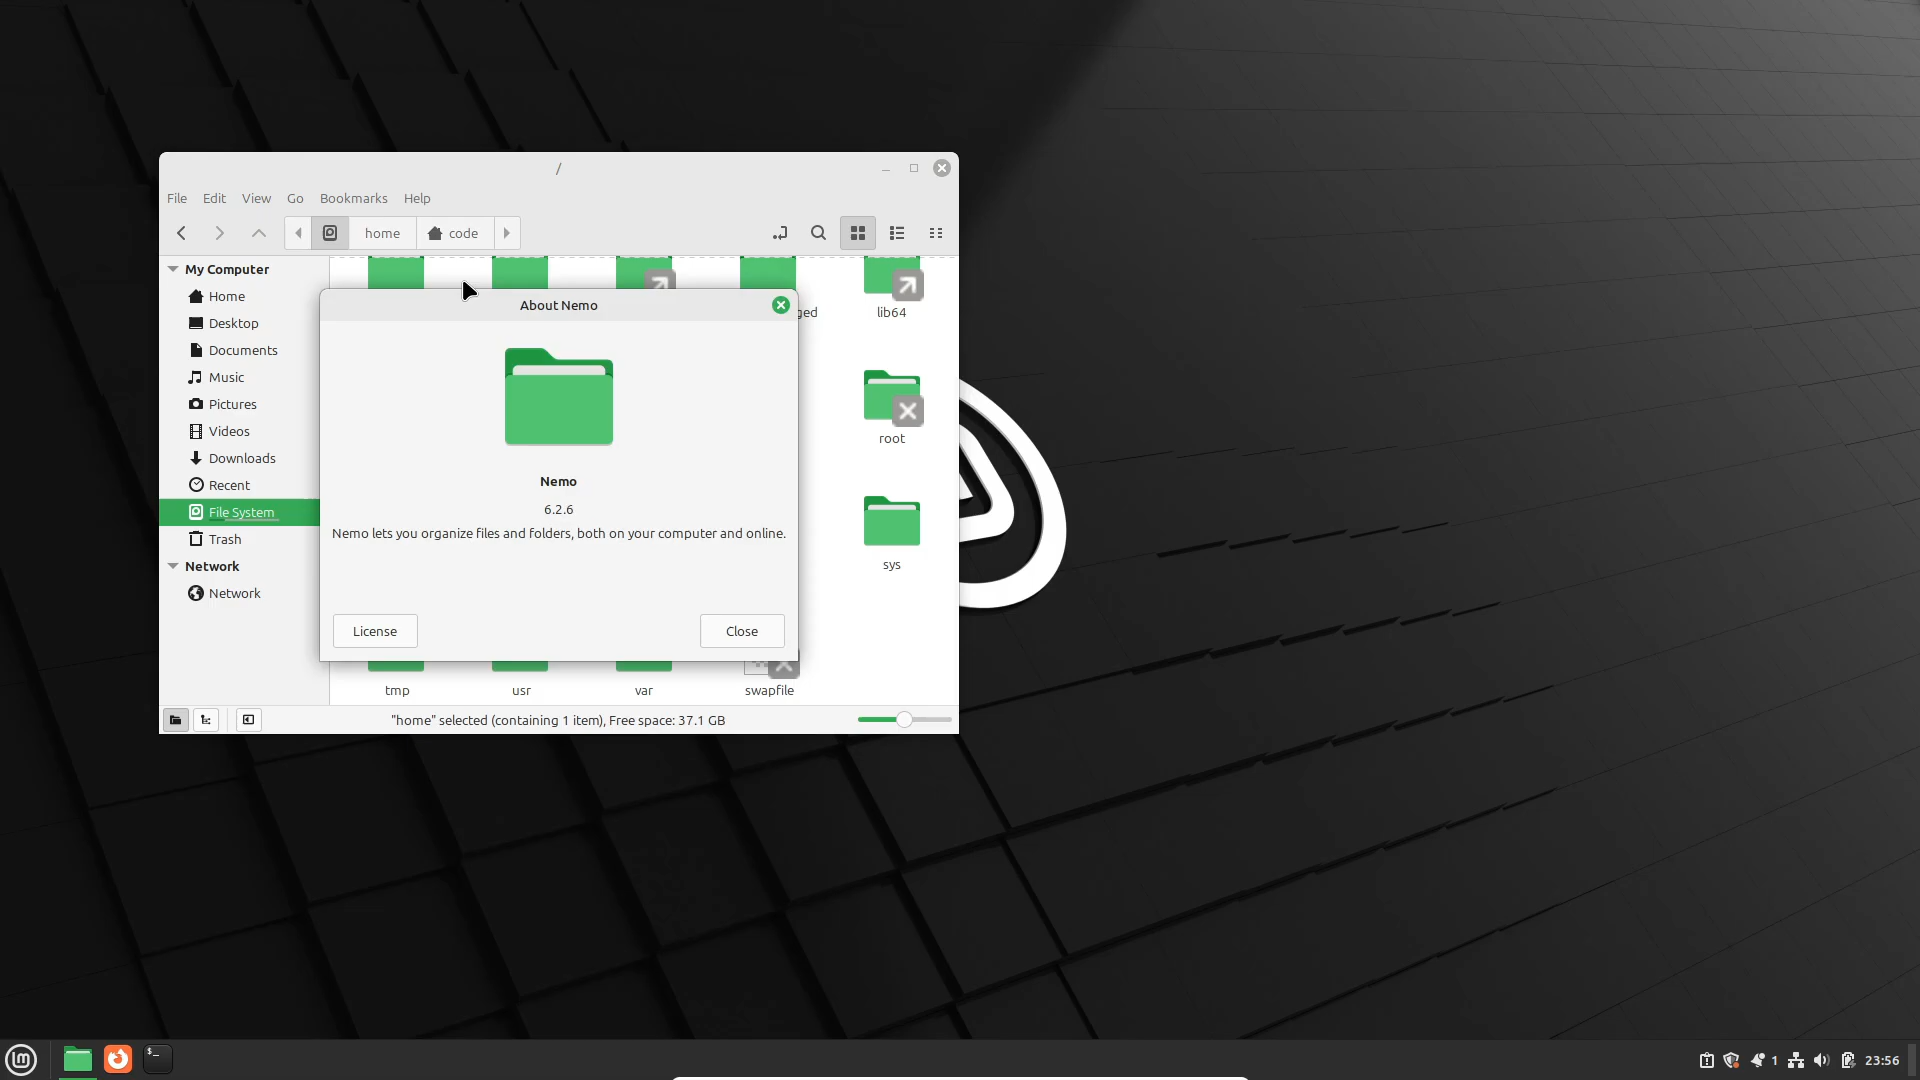 /
File Edit View Go Bookmarks Help
home code
My Computer
Home
Desktop
Documents
Music
Pictures
Videos
Downloads
Recent
File System
Trash
Network
Network
ged
lib64
root
sys
tmp
usr
var
swapfile
About Nemo
Nemo
6.2.6
Nemo lets you organize files and folders, both on your computer and online.
License
Close
"home" selected (containing 1 item), Free space: 37.1 GB
1
23:56